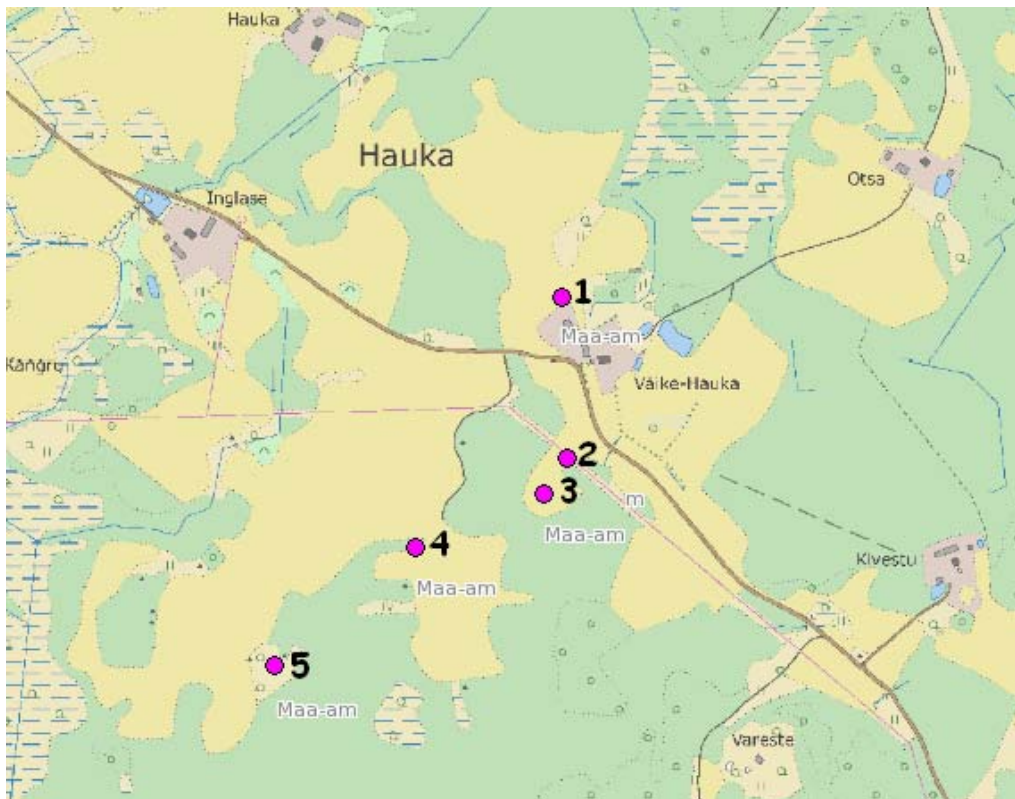 Hauka
Hauka
Inglase
Otsa
1
Maa-am
Kängru
Väike-Hauka
2
3
m
Maa-am
4
Kivestu
Maa-am
5
Maa-am
Vareste